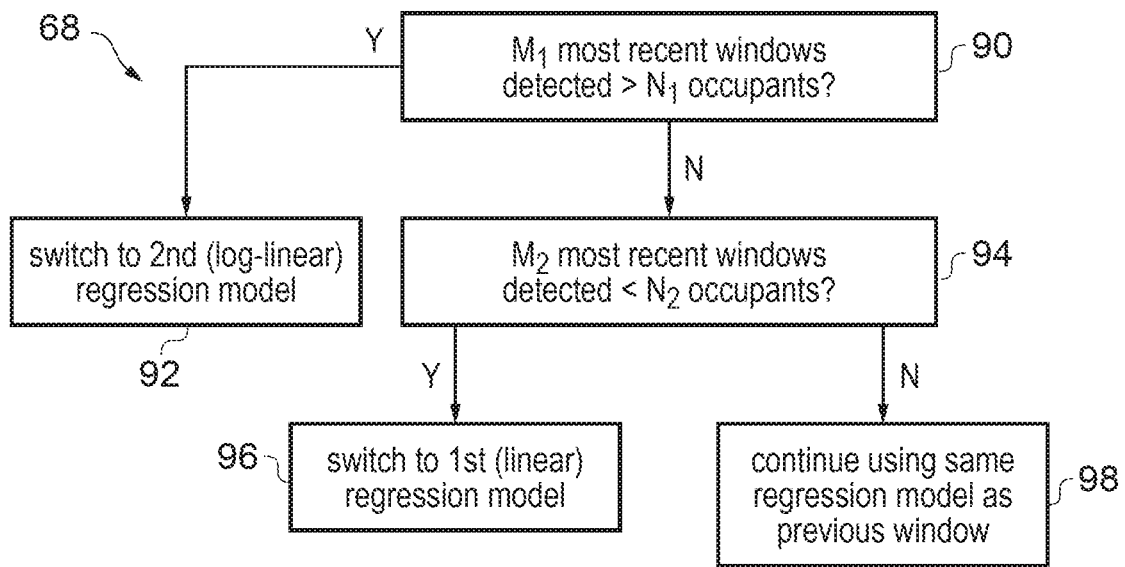 68
Y
M₁ most recent windows
detected > N₁ occupants?
90
N
switch to 2nd (log-linear)
regression model
92
M₂ most recent windows
detected < N₂ occupants?
94
Y
N
96
switch to 1st (linear)
regression model
continue using same
regression model as
previous window
98